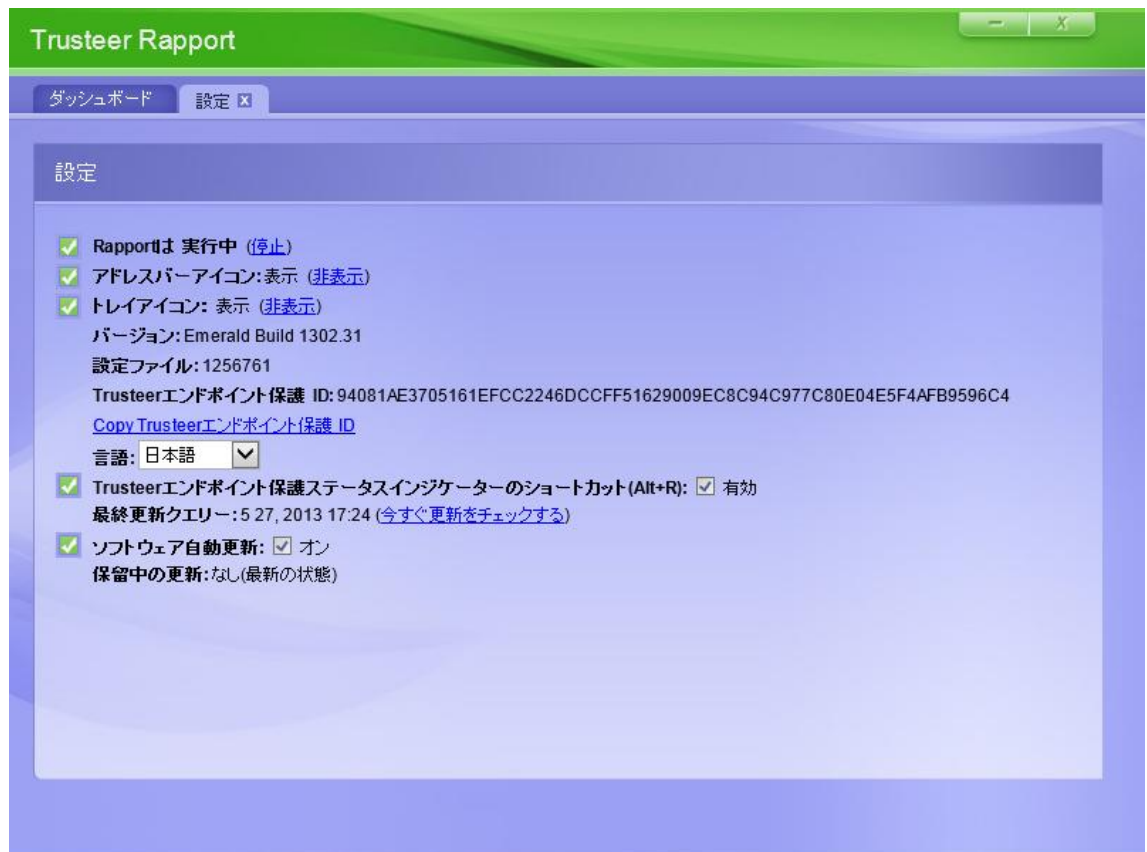 Trusteer Rapport
ダッシュボード
設定
設定
Rapportは 実行中 (停止)
アドレスバーアイコン:表示 (非表示)
トレイアイコン: 表示 (非表示)
バージョン:Emerald Build 1302.31
設定ファイル:1256761
Trusteerエンドポイント保護 ID:94081AE3705161EFCC2246DCCFF51629009EC8C94C977C80E04E5F4AFB9596C4
Copy Trusteerエンドポイント保護 ID
言語: 日本語
Trusteerエンドポイント保護ステータスインジケーターのショートカット(Alt+R): 有効
最終更新クエリー:5 27, 2013 17:24 (今すぐ更新をチェックする)
ソフトウェア自動更新: オン
保留中の更新:なし(最新の状態)